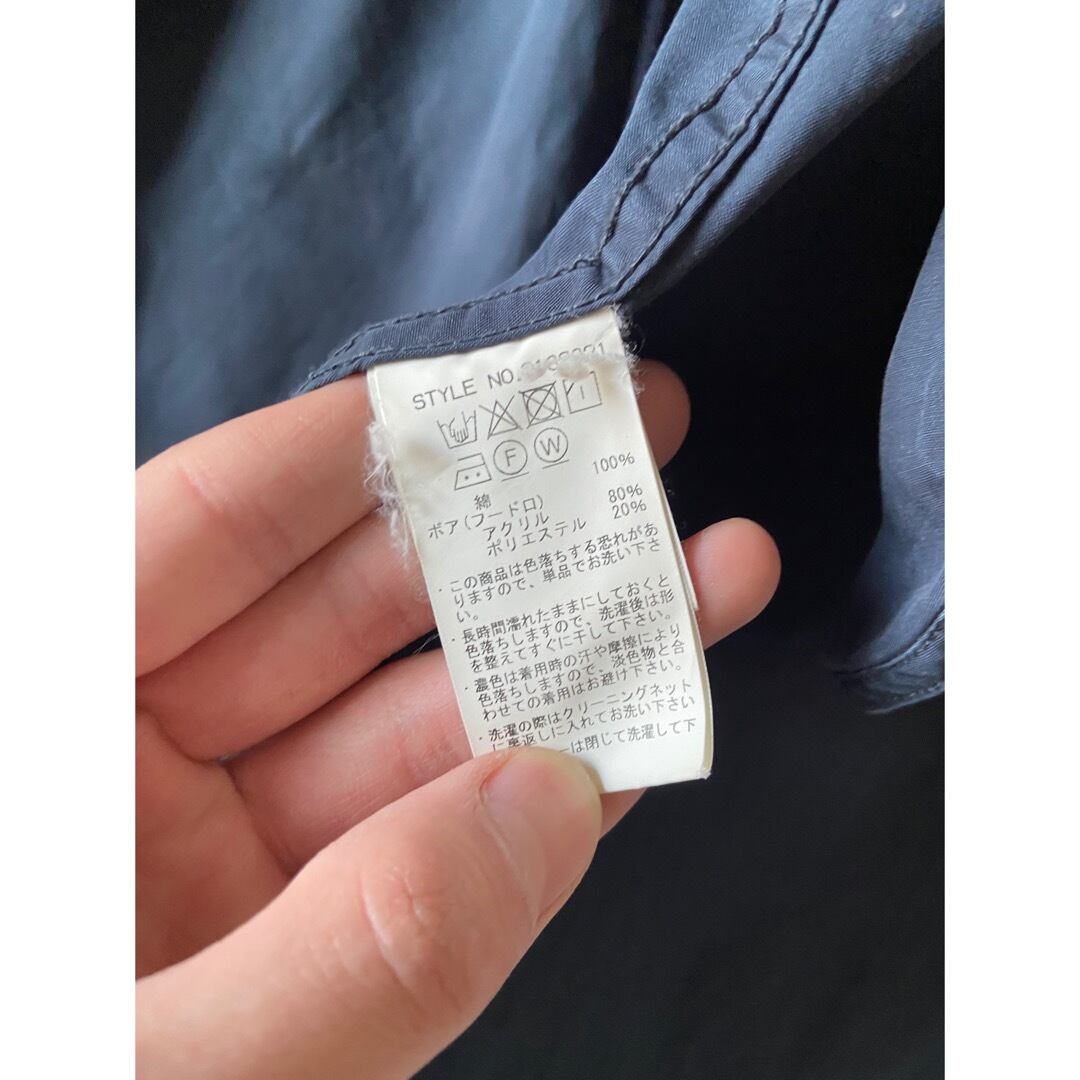 STYLE NO.
F W
綿 100%
ボア(フードロ)
アクリル 80%
ポリエステル 20%
・この商品は色落ちする恐れがあ
りますので、単品でお洗い下さ
い。
・長時間濡れたままにしておくと
色落ちしますので、洗濯後は形
を整えてすぐに干して下さい。
・濃色は着用時の汗や摩擦により
色落ちしますので、淡色物と合
わせての着用はお避け下さい。
・洗濯の際はクリーニングネット
に裏返しに入れてお洗い下さい
ーは閉じて洗濯して下